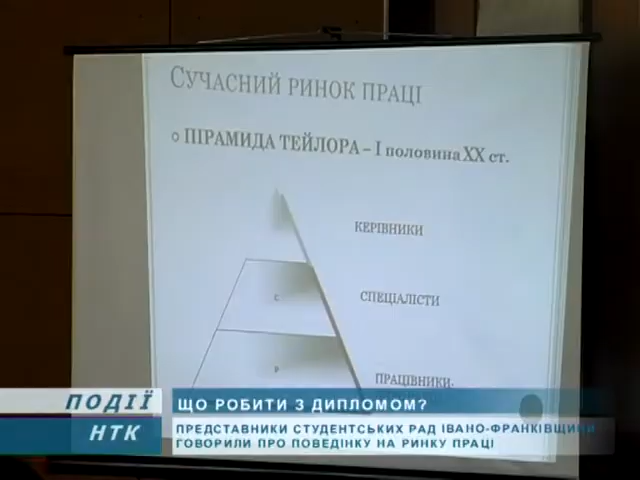 СУЧАСНИЙ РИНОК ПРАЦІ
ПІРАМИДА ТЕЙЛОРА – І половина ХХ ст.
КЕРІВНИКИ
С
СПЕЦІАЛІСТИ
Р
ПРАЦІВНИКИ-
ПОДІЇ
НТК
ЩО РОБИТИ З ДИПЛОМОМ?
ПРЕДСТАВНИКИ СТУДЕНТСЬКИХ РАД ІВАНО-ФРАНКІВЩИНИ
ГОВОРИЛИ ПРО ПОВЕДІНКУ НА РИНКУ ПРАЦІ